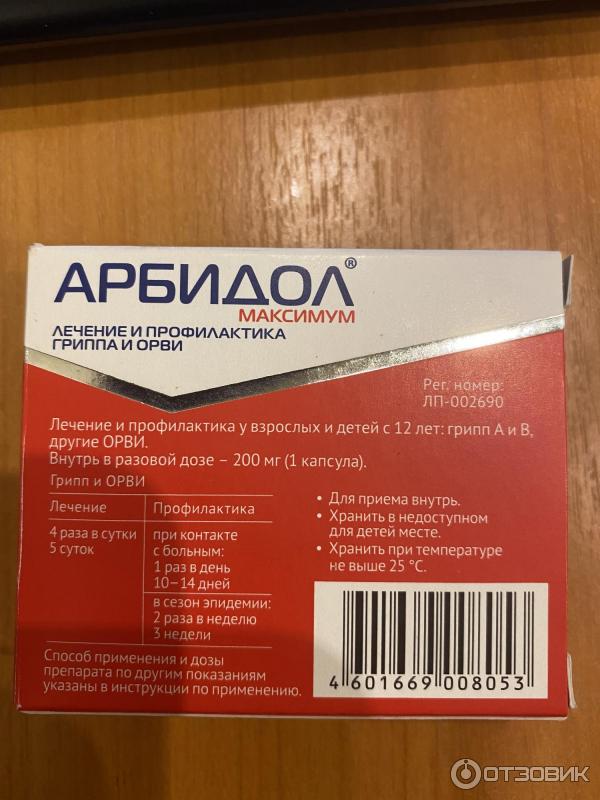 АРБИДОЛ®
МАКСИМУМ
ЛЕЧЕНИЕ И ПРОФИЛАКТИКА
ГРИППА И ОРВИ
Рег. номер:
ЛП-002690
Лечение и профилактика у взрослых и детей с 12 лет: грипп А и В,
другие ОРВИ.
Внутрь в разовой дозе – 200 мг (1 капсула).
Грипп и ОРВИ
Лечение
Профилактика
4 раза в сутки
5 суток
при контакте
с больным:
1 раз в день
10–14 дней
в сезон эпидемии:
2 раза в неделю
3 недели
• Для приема внутрь.
• Хранить в недоступном
для детей месте.
• Хранить при температуре
не выше 25 °C.
Способ применения и дозы
препарата по другим показаниям
указаны в инструкции по применению.
4 601669 008053
ОТЗОВИК